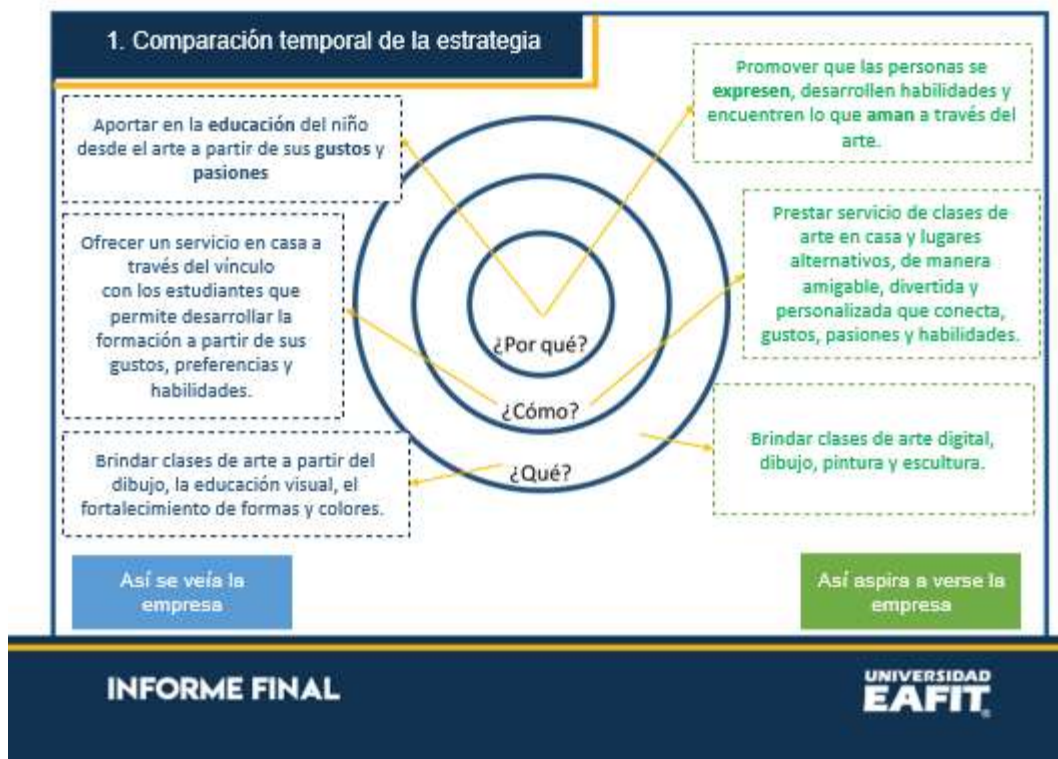 1. Comparación temporal de la estrategia
Aportar en la educación del niño
desde el arte a partir de sus gustos y
pasiones
Ofrecer un servicio en casa a
través del vínculo
con los estudiantes que
permite desarrollar la
formación a partir de sus
gustos, preferencias y
habilidades.
Brindar clases de arte a partir del
dibujo, la educación visual, el
fortalecimiento de formas y colores.
Así se veía la
empresa
¿Por qué?
¿Cómo?
¿Qué?
Promover que las personas se
expresen, desarrollen habilidades y
encuentren lo que aman a través del
arte.
Prestar servicio de clases de
arte en casa y lugares
alternativos, de manera
amigable, divertida y
personalizada que conecta,
gustos, pasiones y habilidades.
Brindar clases de arte digital,
dibujo, pintura y escultura.
Así aspira a verse la
empresa
INFORME FINAL
UNIVERSIDAD
EAFIT®